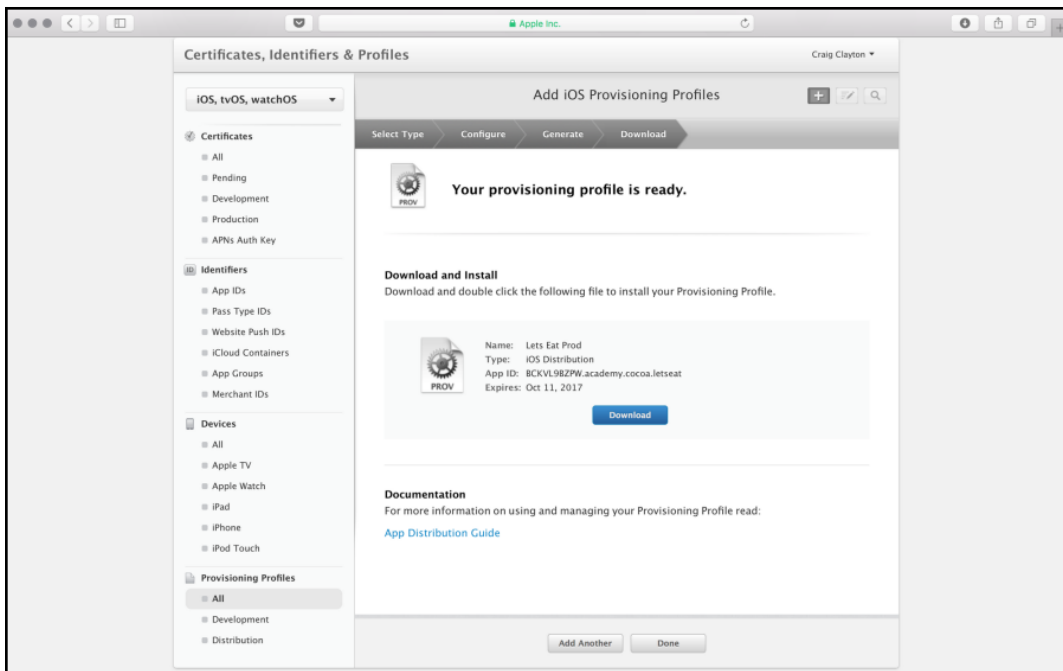 Apple Inc.
Certificates, Identifiers & Profiles
Craig Clayton
iOS, tvOS, watchOS
Certificates
All
Pending
Development
Production
APNs Auth Key
ID
Identifiers
App IDs
Pass Type IDs
Website Push IDs
iCloud Containers
App Groups
Merchant IDs
Devices
All
Apple TV
Apple Watch
iPad
iPhone
iPod Touch
Provisioning Profiles
All
Development
Distribution
Add iOS Provisioning Profiles
Select Type
Configure
Generate
Download
PROV
Your provisioning profile is ready.
Download and Install
Download and double click the following file to install your Provisioning Profile.
PROV
Name: Lets Eat Prod
Type: iOS Distribution
App ID: BCKVL9BZPW.academy.cocoa.letseat
Expires: Oct 11, 2017
Download
Documentation
For more information on using and managing your Provisioning Profile read:
App Distribution Guide
Add Another
Done